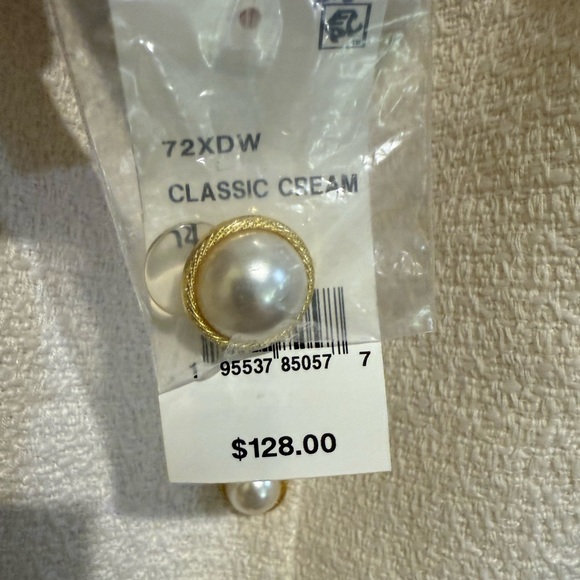 72XDW
CLASSIC CREAM
14
1 95537 85057 7
$128.00